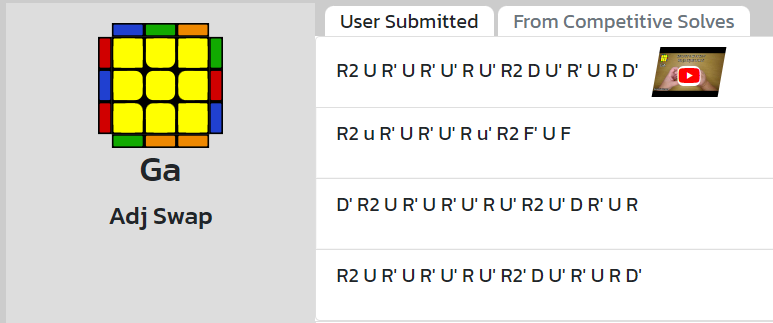 User Submitted
From Competitive Solves
Ga
Adj Swap
R2 U R' U R' U' R U' R2 D U' R' U R D'
R2 u R' U R' U' R u' R2 F' U F
D' R2 U R' U R' U' R U' R2 U' D R' U R
R2 U R' U R' U' R U' R2' D U' R' U R D'